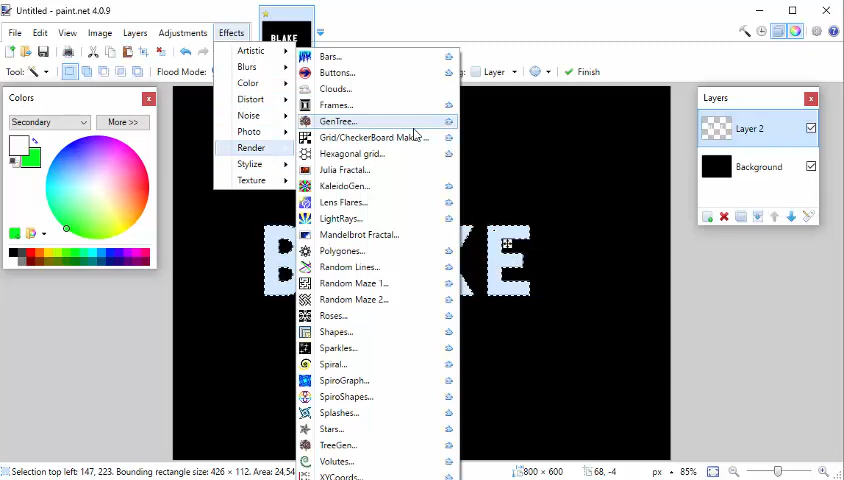 Untitled - paint.net 4.0.9
File Edit View Image Layers Adjustments Effects
BLAKE
Tool: Flood Mode: Layer Finish
Colors
Secondary More >>
Artistic
Blurs
Color
Distort
Noise
Photo
Render
Stylize
Texture
Bars...
Buttons...
Clouds...
Frames...
GenTree...
Grid/CheckerBoard Maker...
Hexagonal grid...
Julia Fractal...
KaleidoGen...
Lens Flares...
LightRays...
Mandelbrot Fractal...
Polygones...
Random Lines...
Random Maze 1...
Random Maze 2...
Roses...
Shapes...
Sparkles...
Spiral...
SpiroGraph...
SpiroShapes...
Splashes...
Stars...
TreeGen...
Volutes...
XYCoords...
Layers
Layer 2
Background
Selection top left: 147, 223. Bounding rectangle size: 426 × 112. Area: 24,54
800 × 600 68, -4 px 85%